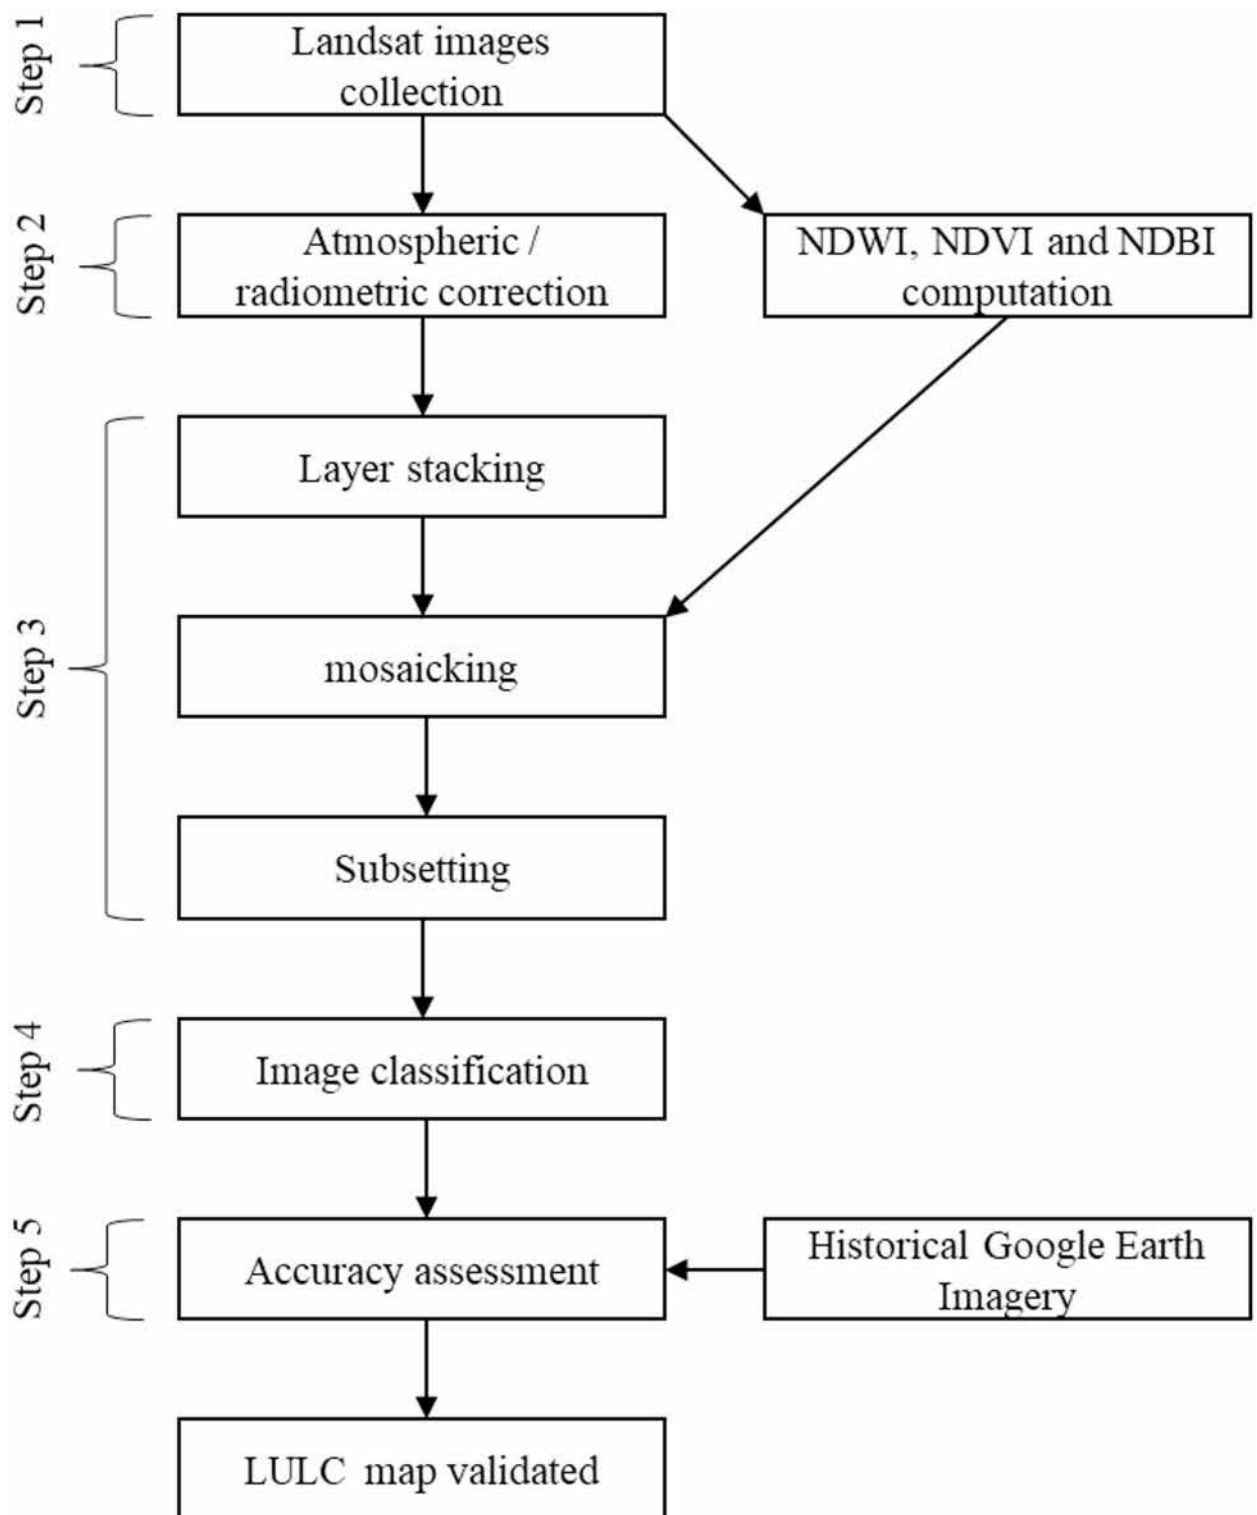 Step 1
Landsat images
collection
Step 2
Atmospheric /
radiometric correction
NDWI, NDVI and NDBI
computation
Step 3
Layer stacking
mosaicking
Subsetting
Step 4
Image classification
Step 5
Accuracy assessment
Historical Google Earth
Imagery
LULC map validated